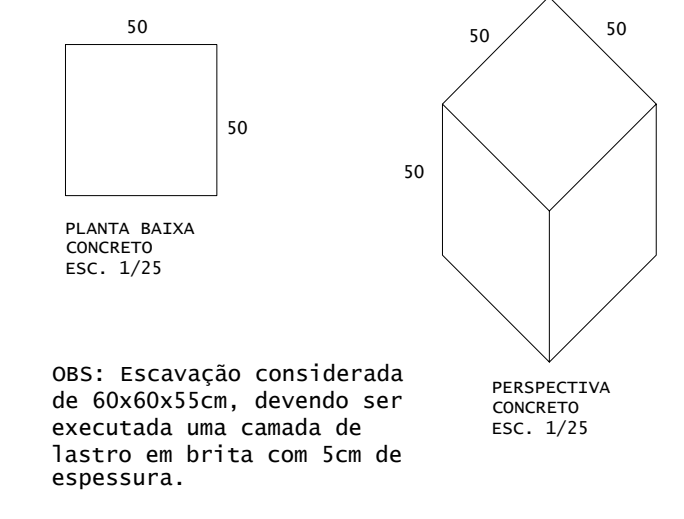 50
50
PLANTA BAIXA
CONCRETO
ESC. 1/25
50
50
50
PERSPECTIVA
CONCRETO
ESC. 1/25
OBS: Escavação considerada
de 60x60x55cm, devendo ser
executada uma camada de
lastro em brita com 5cm de
espessura.